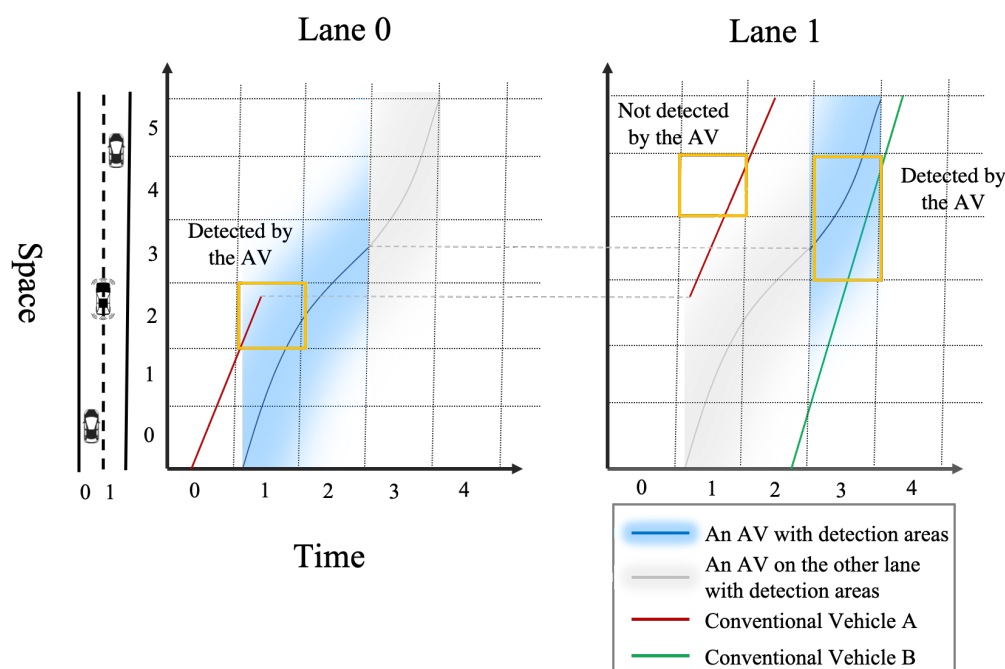 Lane 0
Lane 1
Space
5
4
3
2
1
0
0 1
Detected by
the AV
0 1 2 3 4
Time
Not detected
by the AV
Detected by
the AV
0 1 2 3 4
An AV with detection areas
An AV on the other lane
with detection areas
Conventional Vehicle A
Conventional Vehicle B